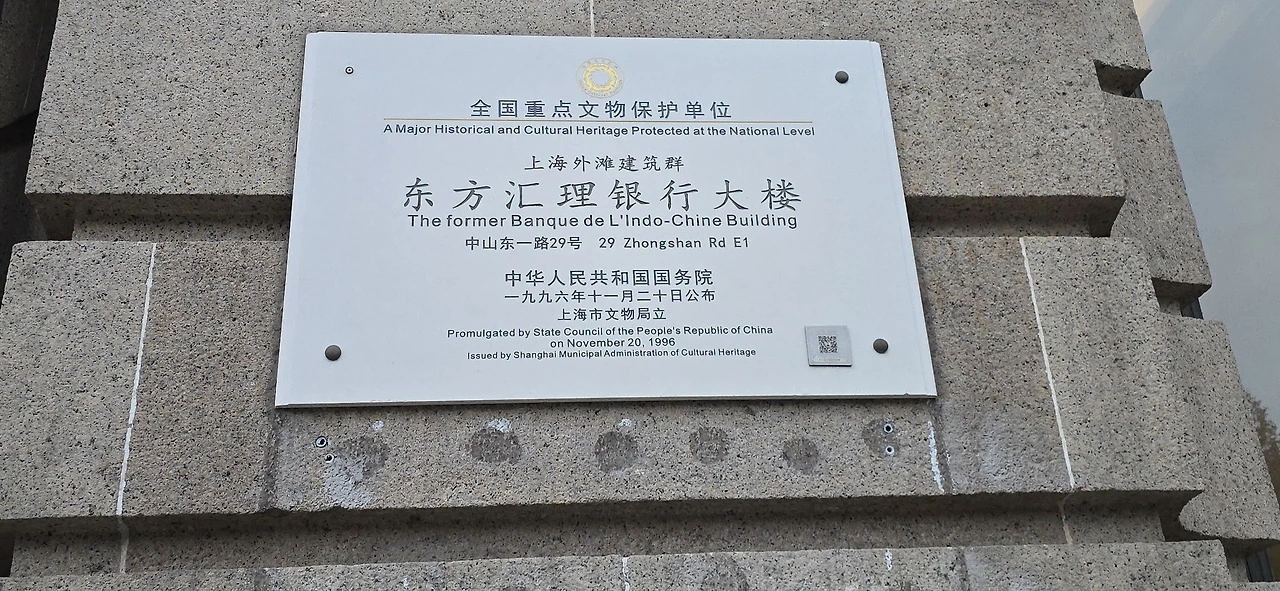 全国重点文物保护单位
A Major Historical and Cultural Heritage Protected at the National Level
上海外滩建筑群
东方汇理银行大楼
The former Banque de L'Indo-Chine Building
中山东一路29号 29 Zhongshan Rd E1
中华人民共和国国务院
一九九六年十一月二十日公布
上海市文物局立
Promulgated by State Council of the People's Republic of China
on November 20, 1996
Issued by Shanghai Municipal Administration of Cultural Heritage